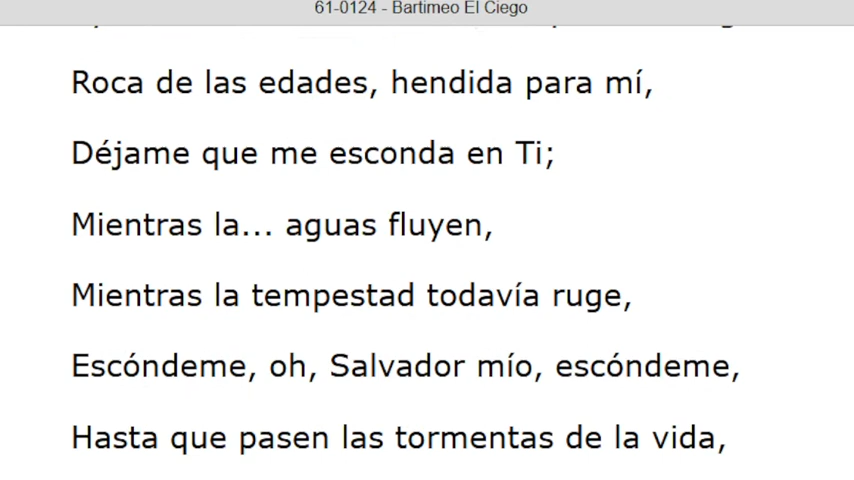 61-0124 - Bartimeo El Ciego
Roca de las edades, hendida para mí,
Déjame que me esconda en Ti;
Mientras la... aguas fluyen,
Mientras la tempestad todavía ruge,
Escóndeme, oh, Salvador mío, escóndeme,
Hasta que pasen las tormentas de la vida,